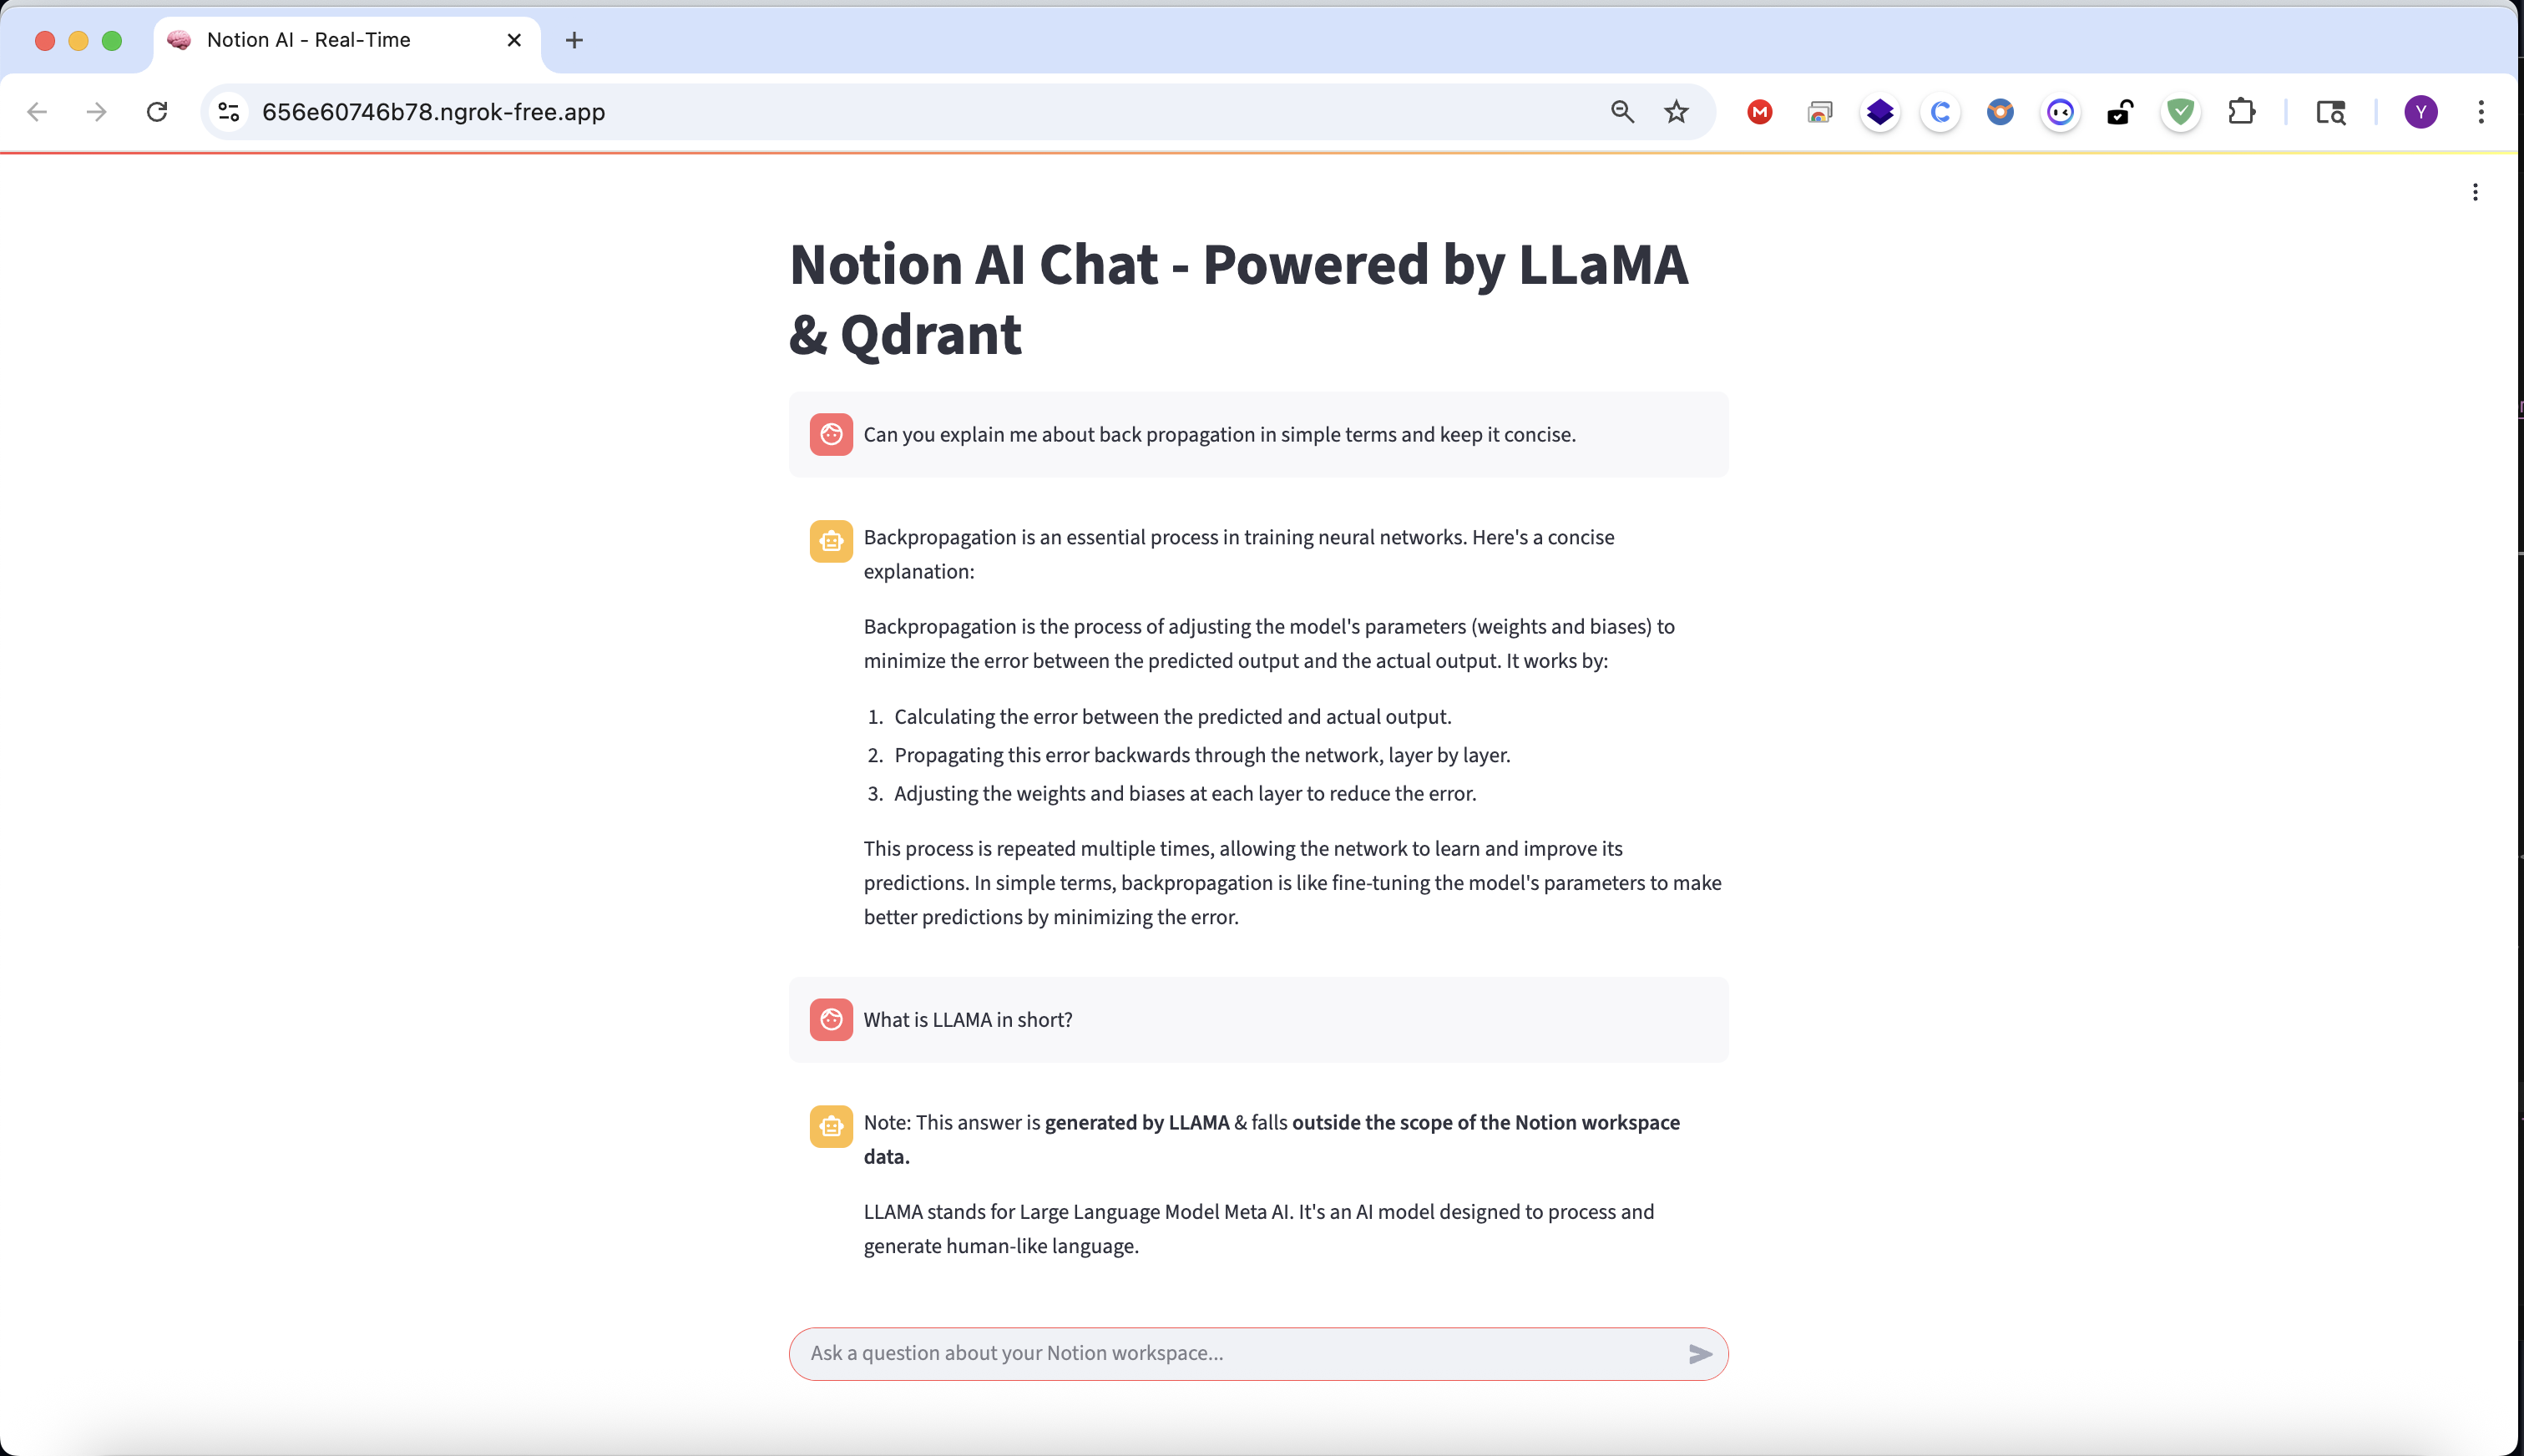 Notion AI - Real-Time
656e60746b78.ngrok-free.app
M
C
Y
Notion AI Chat - Powered by LLaMA
& Qdrant
Can you explain me about back propagation in simple terms and keep it concise.
Backpropagation is an essential process in training neural networks. Here's a concise
explanation:
Backpropagation is the process of adjusting the model's parameters (weights and biases) to
minimize the error between the predicted output and the actual output. It works by:
1. Calculating the error between the predicted and actual output.
2. Propagating this error backwards through the network, layer by layer.
3. Adjusting the weights and biases at each layer to reduce the error.
This process is repeated multiple times, allowing the network to learn and improve its
predictions. In simple terms, backpropagation is like fine-tuning the model's parameters to make
better predictions by minimizing the error.
What is LLAMA in short?
Note: This answer is generated by LLAMA & falls outside the scope of the Notion workspace
data.
LLAMA stands for Large Language Model Meta AI. It's an AI model designed to process and
generate human-like language.
Ask a question about your Notion workspace...